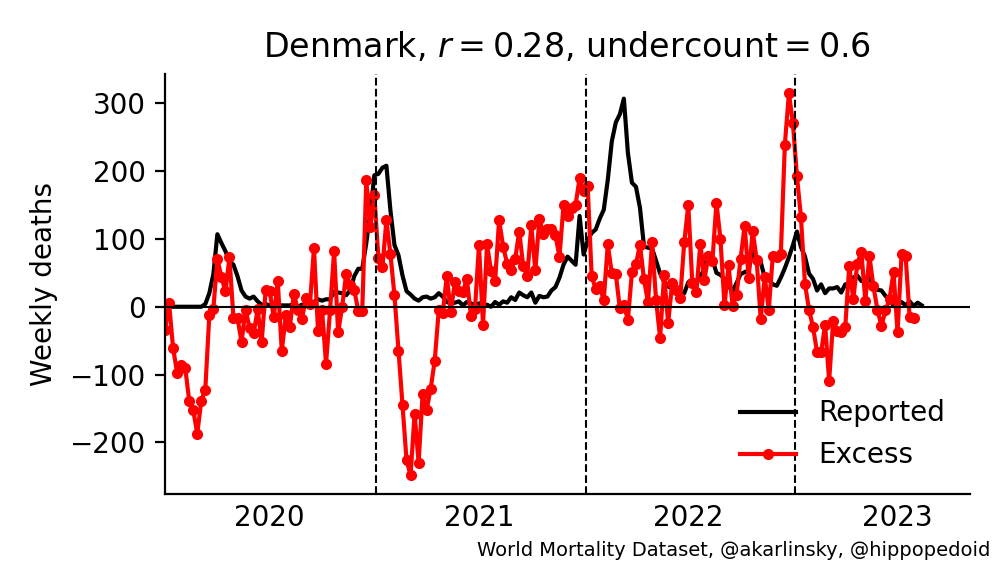 Denmark, r = 0.28, undercount = 0.6
Weekly deaths
300
200
100
0
−100
−200
Reported
Excess
2020 2021 2022 2023
World Mortality Dataset, @akarlinsky, @hippopedoid